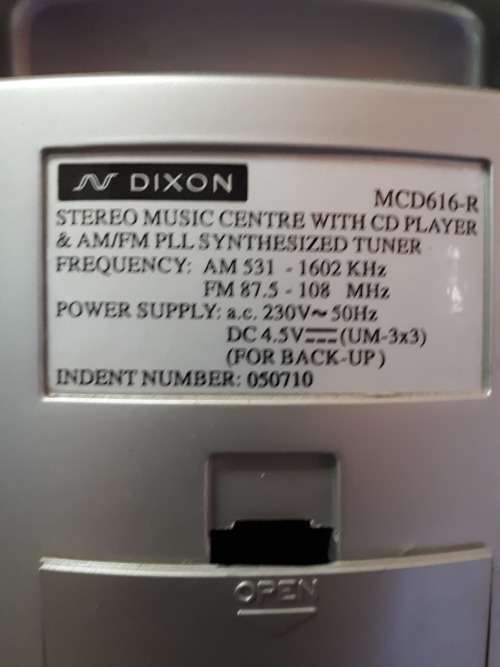 DIXON
MCD616-R
STEREO MUSIC CENTRE WITH CD PLAYER
& AM/FM PLL SYNTHESIZED TUNER
FREQUENCY: AM 531 - 1602 KHz
FM 87.5 - 108 MHz
POWER SUPPLY: a.c. 230V~ 50Hz
DC 4.5V⎓(UM-3x3)
(FOR BACK-UP)
INDENT NUMBER: 050710
OPEN